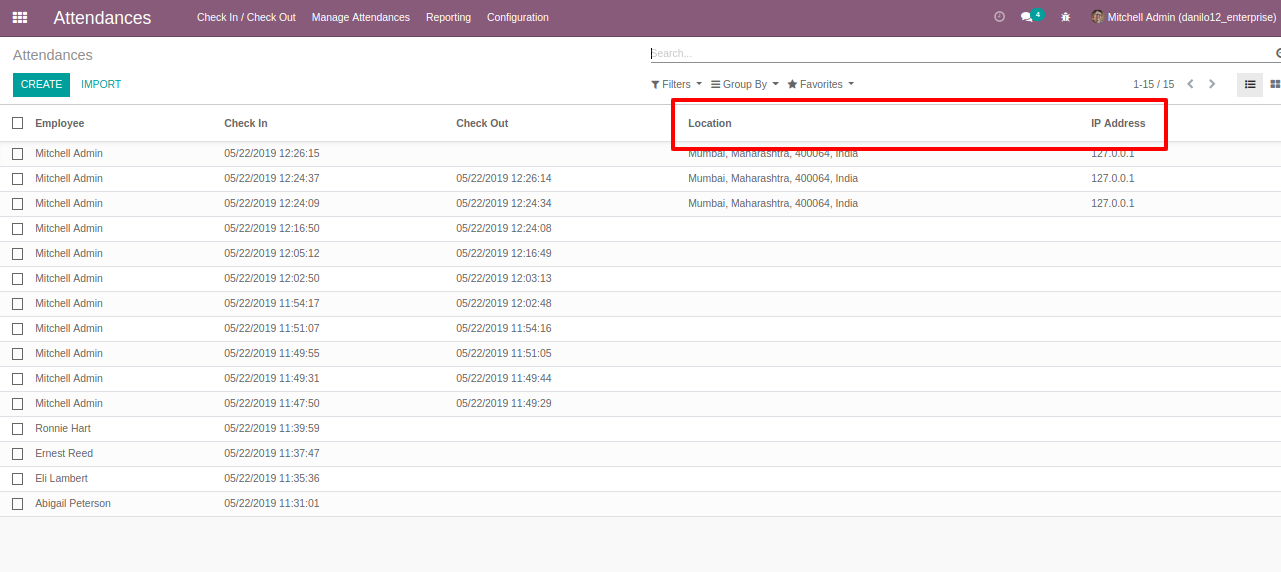 Attendances Check In / Check Out Manage Attendances Reporting Configuration 4 Mitchell Admin (danilo12_enterprise)
Attendances Search...
CREATE IMPORT Filters Group By Favorites 1-15 / 15
Employee Check In Check Out Location IP Address
Mitchell Admin 05/22/2019 12:26:15 Mumbai, Maharashtra, 400064, India 127.0.0.1
Mitchell Admin 05/22/2019 12:24:37 05/22/2019 12:26:14 Mumbai, Maharashtra, 400064, India 127.0.0.1
Mitchell Admin 05/22/2019 12:24:09 05/22/2019 12:24:34 Mumbai, Maharashtra, 400064, India 127.0.0.1
Mitchell Admin 05/22/2019 12:16:50 05/22/2019 12:24:08
Mitchell Admin 05/22/2019 12:05:12 05/22/2019 12:16:49
Mitchell Admin 05/22/2019 12:02:50 05/22/2019 12:03:13
Mitchell Admin 05/22/2019 11:54:17 05/22/2019 12:02:48
Mitchell Admin 05/22/2019 11:51:07 05/22/2019 11:54:16
Mitchell Admin 05/22/2019 11:49:55 05/22/2019 11:51:05
Mitchell Admin 05/22/2019 11:49:31 05/22/2019 11:49:44
Mitchell Admin 05/22/2019 11:47:50 05/22/2019 11:49:29
Ronnie Hart 05/22/2019 11:39:59
Ernest Reed 05/22/2019 11:37:47
Eli Lambert 05/22/2019 11:35:36
Abigail Peterson 05/22/2019 11:31:01